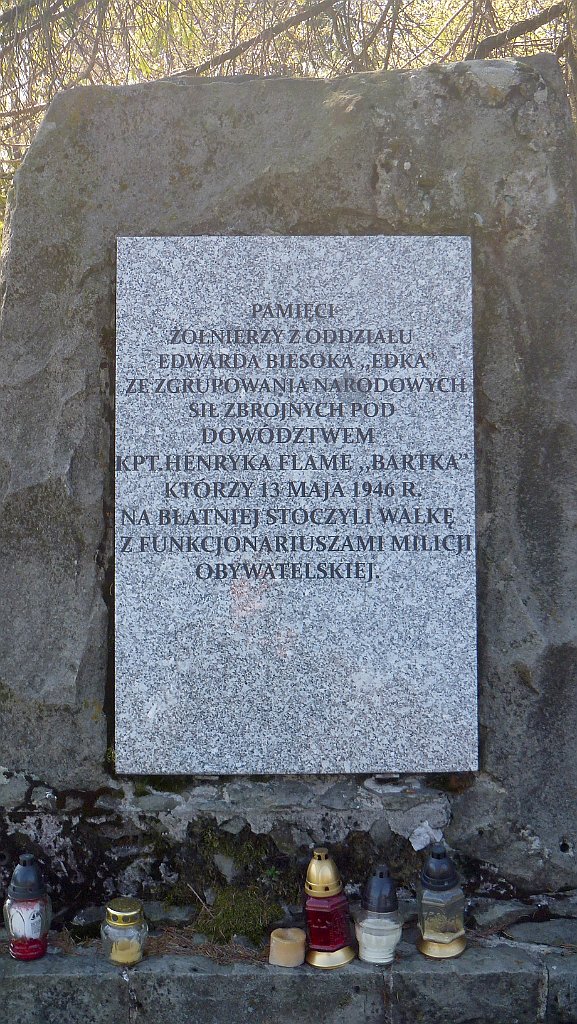 PAMIĘCI
ŻOŁNIERZY Z ODDZIAŁU
EDWARDA BIESOKA ,,EDKA''
ZE ZGRUPOWANIA NARODOWYCH
SIŁ ZBROJNYCH POD
DOWÓDZTWEM
KPT.HENRYKA FLAME ,,BARTKA''
KTÓRZY 13 MAJA 1946 R.
NA BŁATNIEJ STOCZYLI WALKĘ
Z FUNKCJONARIUSZAMI MILICJI
OBYWATELSKIEJ.